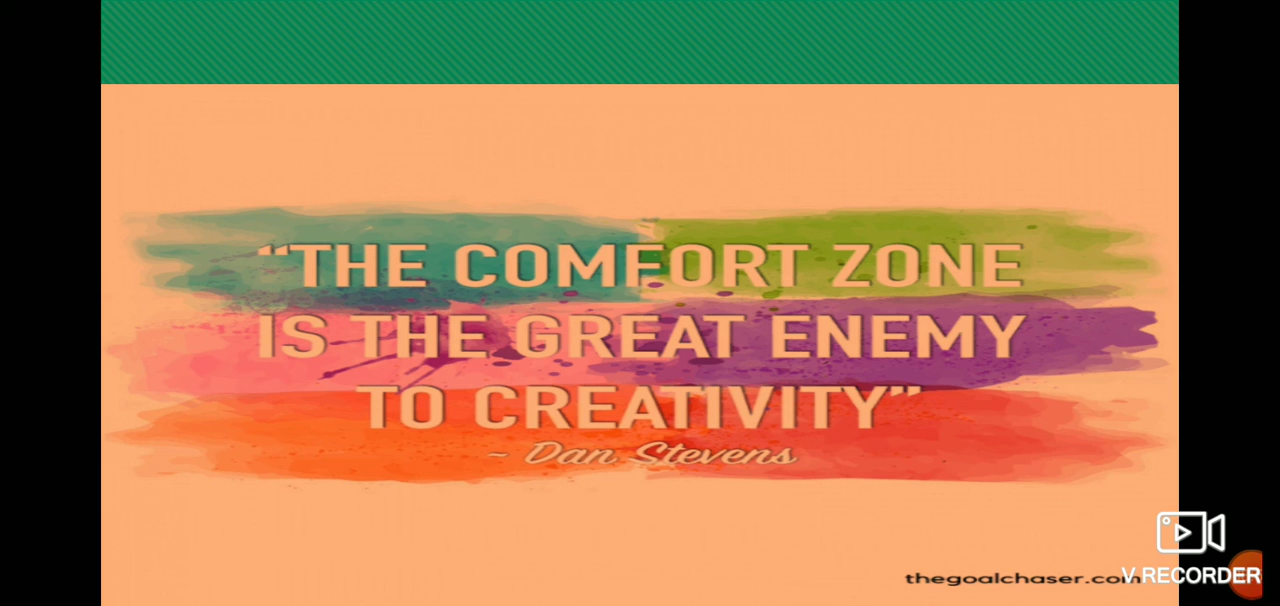 “THE COMFORT ZONE
IS THE GREAT ENEMY
TO CREATIVITY”
~ Dan Stevens
thegoalchaser.com
V.RECORDER